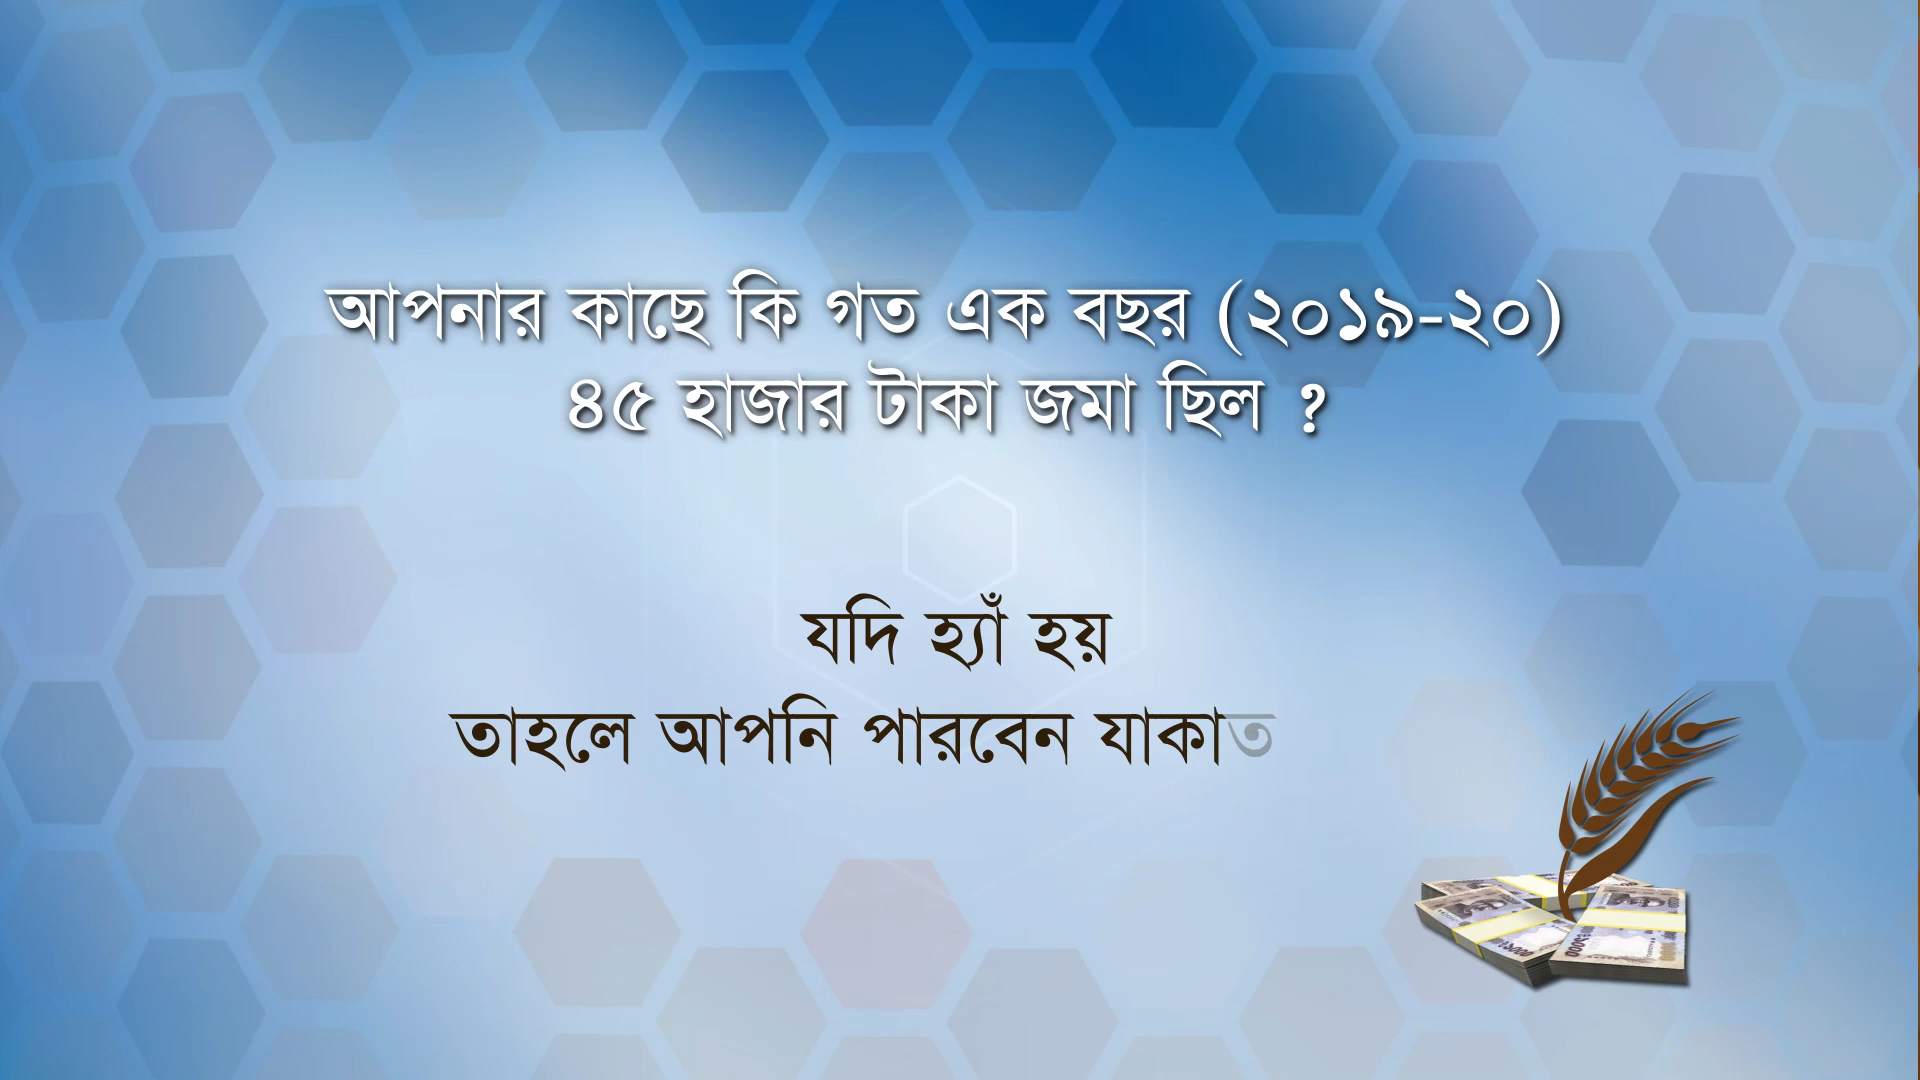 আপনার কাছে কি গত এক বছর (২০১৯-২০)
৪৫ হাজার টাকা জমা ছিল ?
যদি হ্যাঁ হয়
তাহলে আপনি পারবেন যাকাত